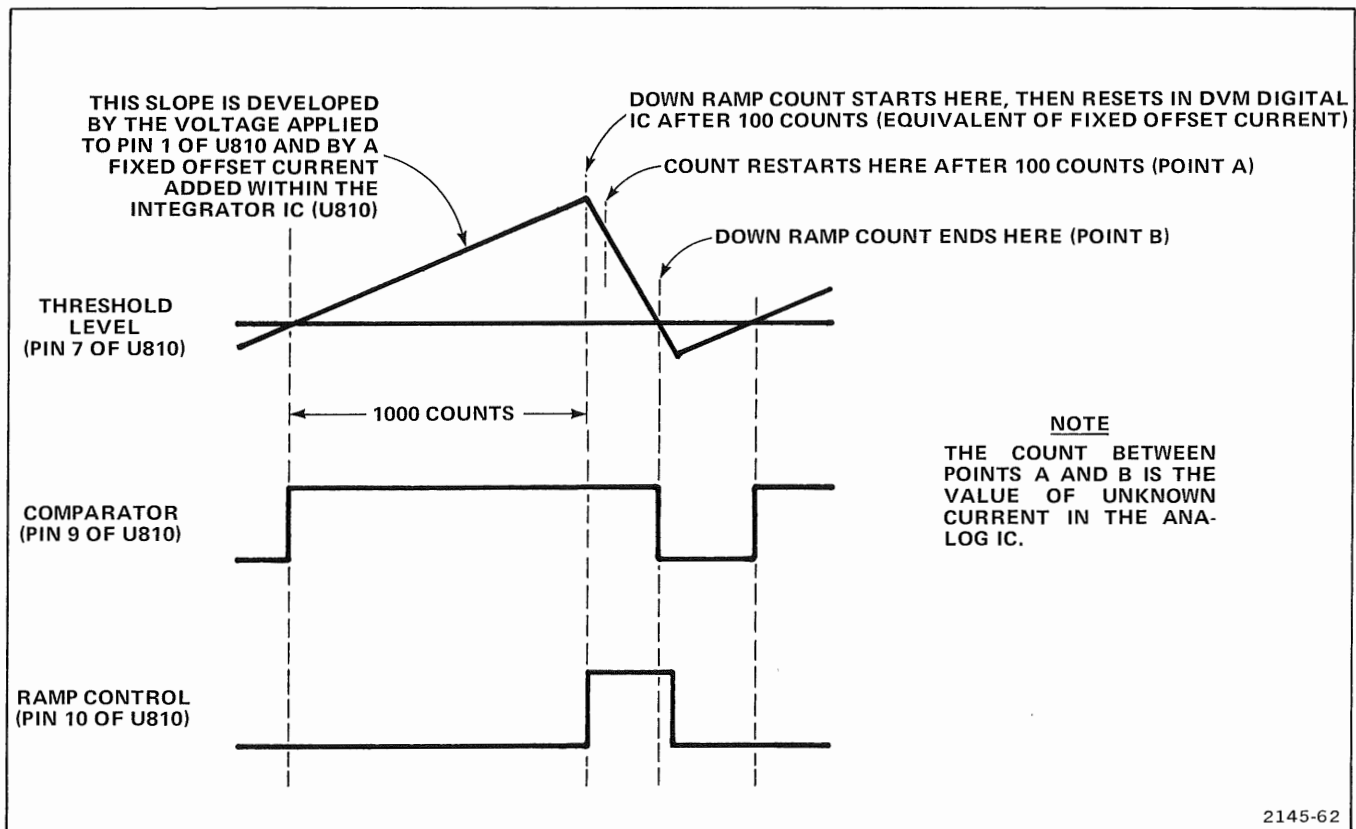 THIS SLOPE IS DEVELOPED
BY THE VOLTAGE APPLIED
TO PIN 1 OF U810 AND BY A
FIXED OFFSET CURRENT
ADDED WITHIN THE
INTEGRATOR IC (U810)
DOWN RAMP COUNT STARTS HERE, THEN RESETS IN DVM DIGITAL
IC AFTER 100 COUNTS (EQUIVALENT OF FIXED OFFSET CURRENT)
COUNT RESTARTS HERE AFTER 100 COUNTS (POINT A)
DOWN RAMP COUNT ENDS HERE (POINT B)
THRESHOLD
LEVEL
(PIN 7 OF U810)
1000 COUNTS
NOTE
THE COUNT BETWEEN
POINTS A AND B IS THE
VALUE OF UNKNOWN
CURRENT IN THE ANA-
LOG IC.
COMPARATOR
(PIN 9 OF U810)
RAMP CONTROL
(PIN 10 OF U810)
2145-62